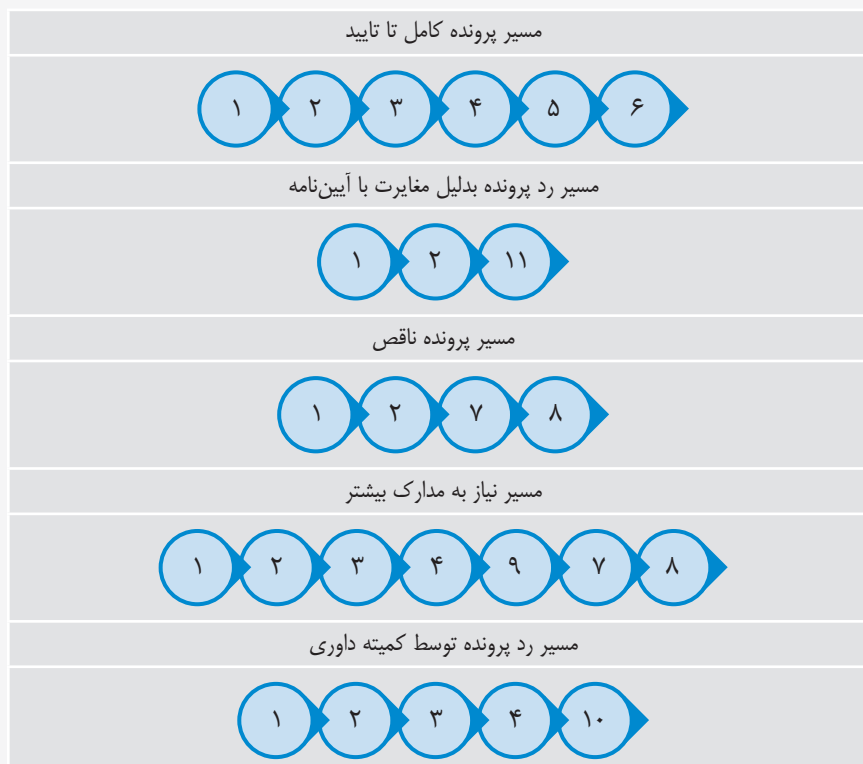 مسیر پرونده کامل تا تایید
۱ ۲ ۳ ۴ ۵ ۶
مسیر رد پرونده بدلیل مغایرت با آیین‌نامه
۱ ۲ ۱۱
مسیر پرونده ناقص
۱ ۲ ۷ ۸
مسیر نیاز به مدارک بیشتر
۱ ۲ ۳ ۴ ۹ ۷ ۸
مسیر رد پرونده توسط کمیته داوری
۱ ۲ ۳ ۴ ۱۰